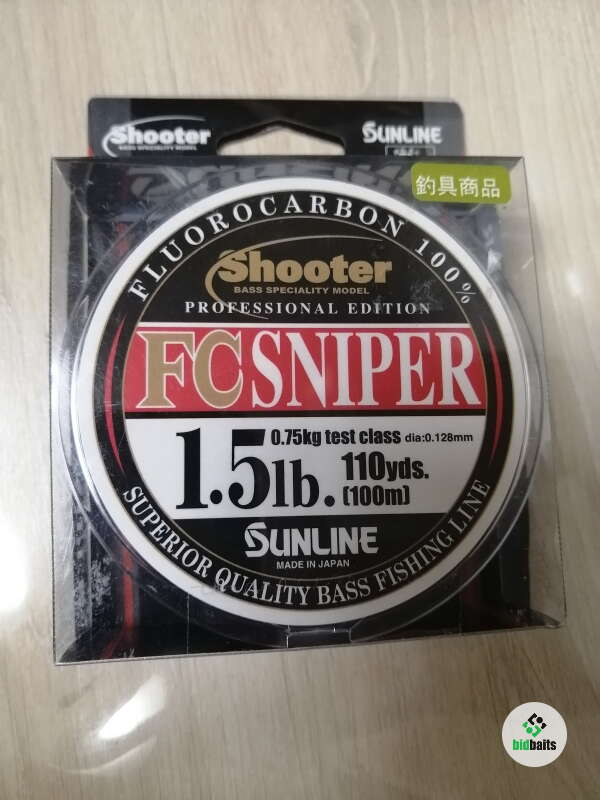 Shooter
BASS SPECIALITY MODEL
SUNLINE
釣具商品
FLUOROCARBON 100%
Shooter
BASS SPECIALITY MODEL
PROFESSIONAL EDITION
FC SNIPER
1.5lb.
0.75kg test class dia:0.128mm
110yds.
(100m)
SUNLINE
MADE IN JAPAN
SUPERIOR QUALITY BASS FISHING LINE
bidbaits